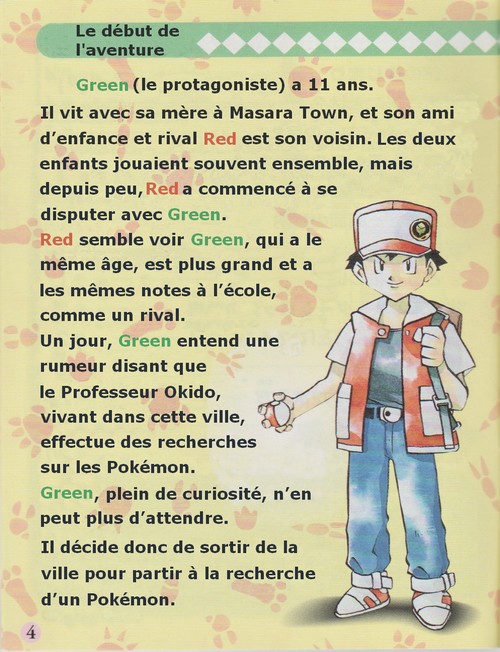 Le début de
l'aventure
Green (le protagoniste) a 11 ans.
Il vit avec sa mère à Masara Town, et son ami
d’enfance et rival Red est son voisin. Les deux
enfants jouaient souvent ensemble, mais
depuis peu, Red a commencé à se
disputer avec Green.
Red semble voir Green, qui a le
même âge, est plus grand et a
les mêmes notes à l’école,
comme un rival.
Un jour, Green entend une
rumeur disant que
le Professeur Okido,
vivant dans cette ville,
effectue des recherches
sur les Pokémon.
Green, plein de curiosité, n’en
peut plus d’attendre.
Il décide donc de sortir de la
ville pour partir à la recherche
d’un Pokémon.
4